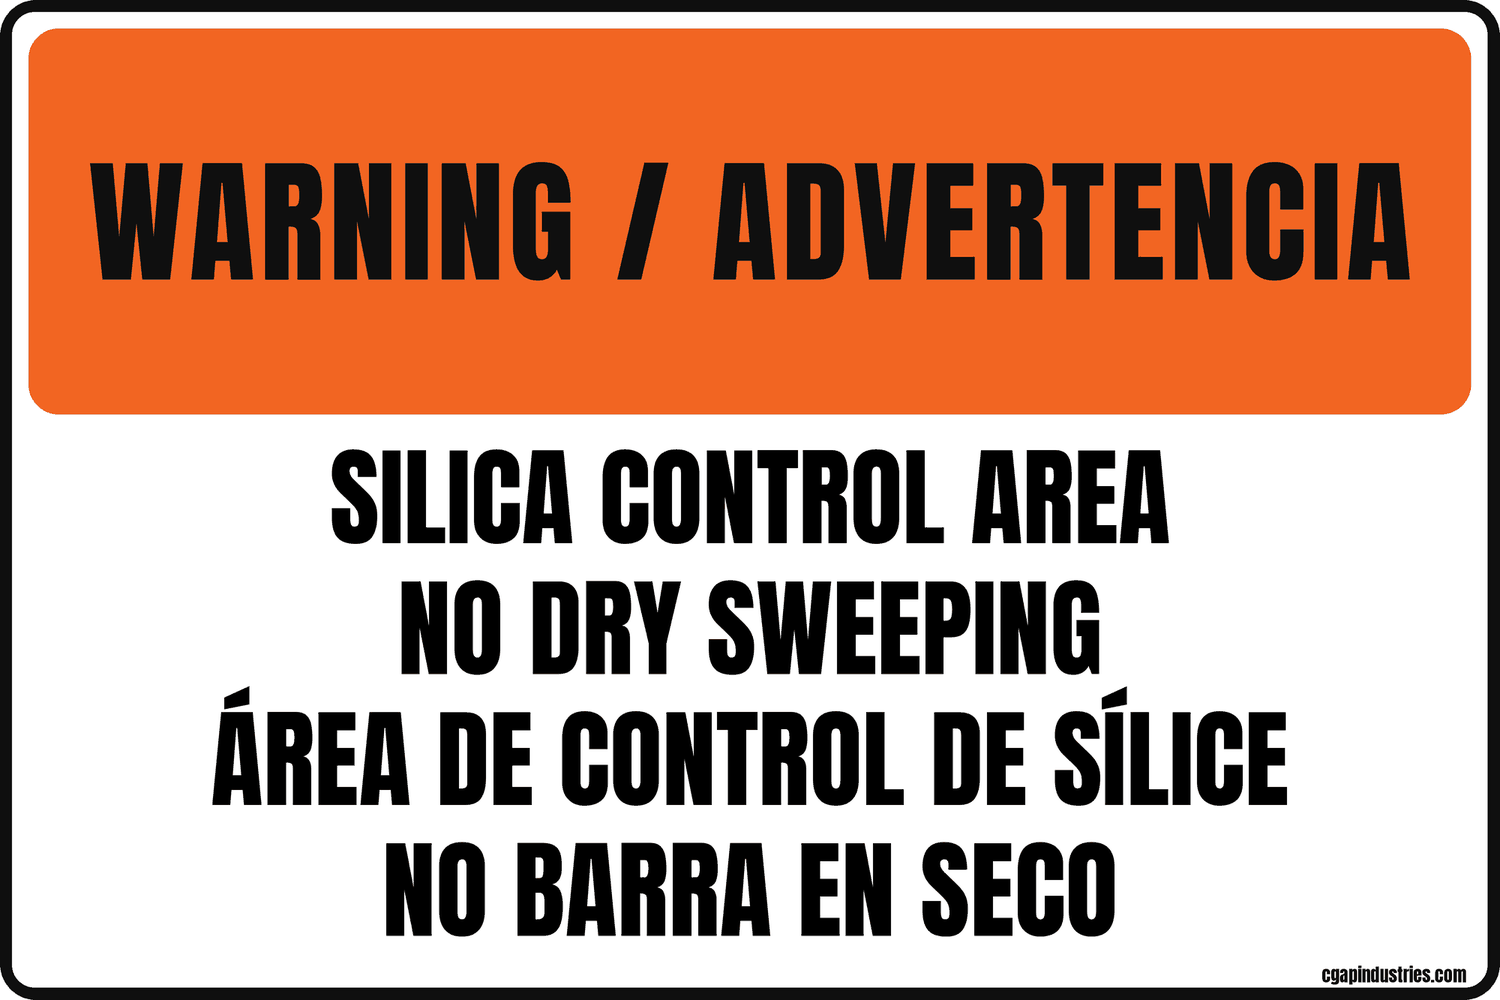 WARNING / ADVERTENCIA
SILICA CONTROL AREA
NO DRY SWEEPING
ÁREA DE CONTROL DE SÍLICE
NO BARRA EN SECO
cgapindustries.com